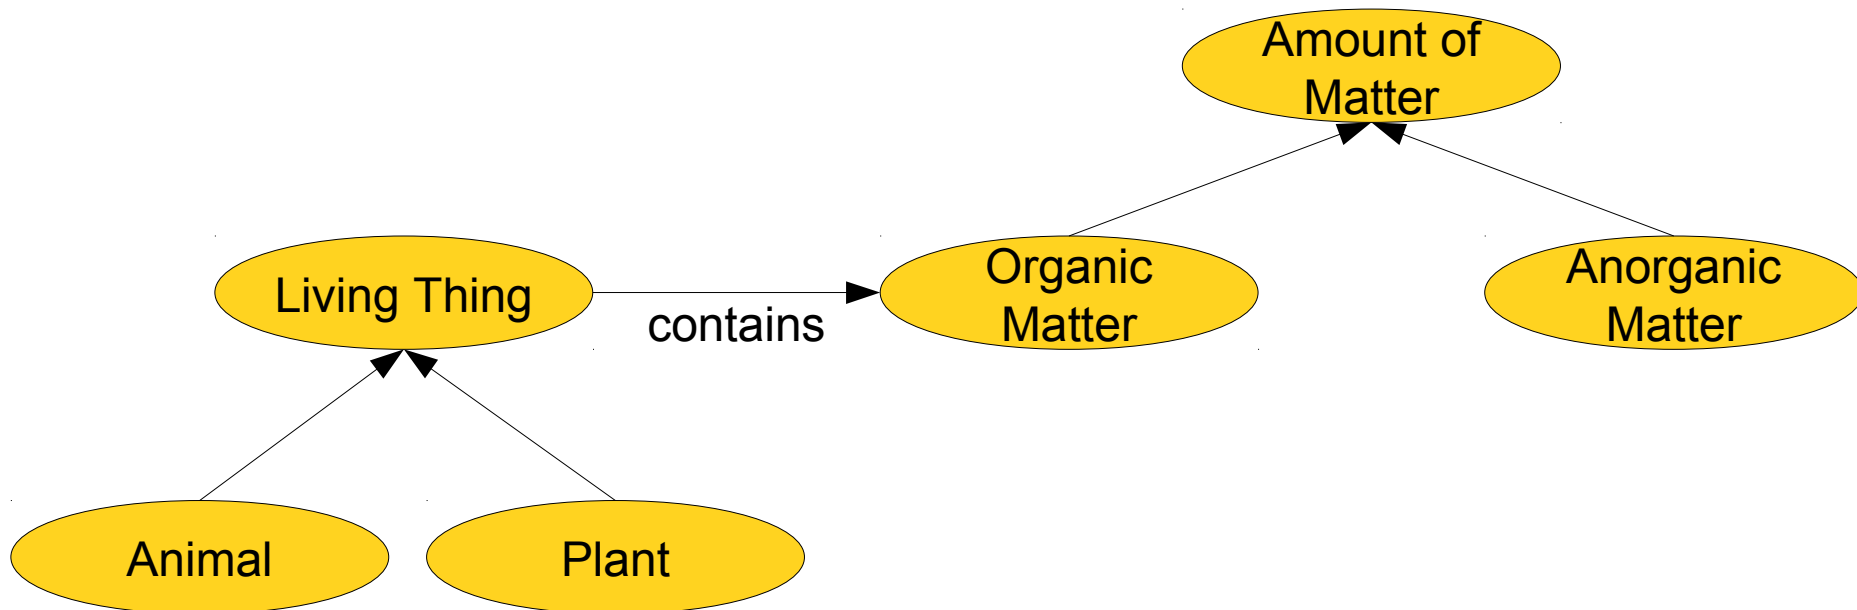 Amount of
Matter
Living Thing
contains
Organic
Matter
Anorganic
Matter
Animal
Plant